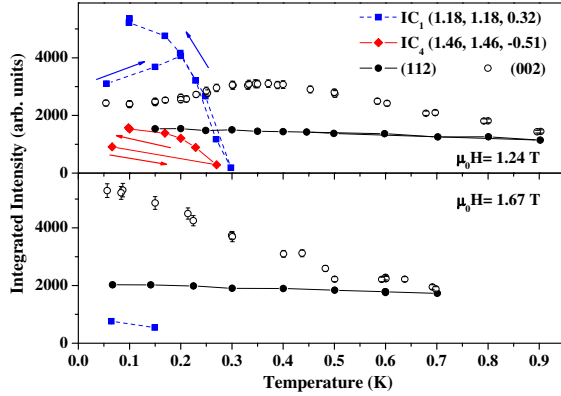 IC₁ (1.18, 1.18, 0.32)
IC₄ (1.46, 1.46, -0.51)
(112) (002)
4000
2000
0
μ₀H= 1.24 T
μ₀H= 1.67 T
4000
2000
0
0.0 0.1 0.2 0.3 0.4 0.5 0.6 0.7 0.8 0.9
Temperature (K)
Integrated Intensity (arb. units)